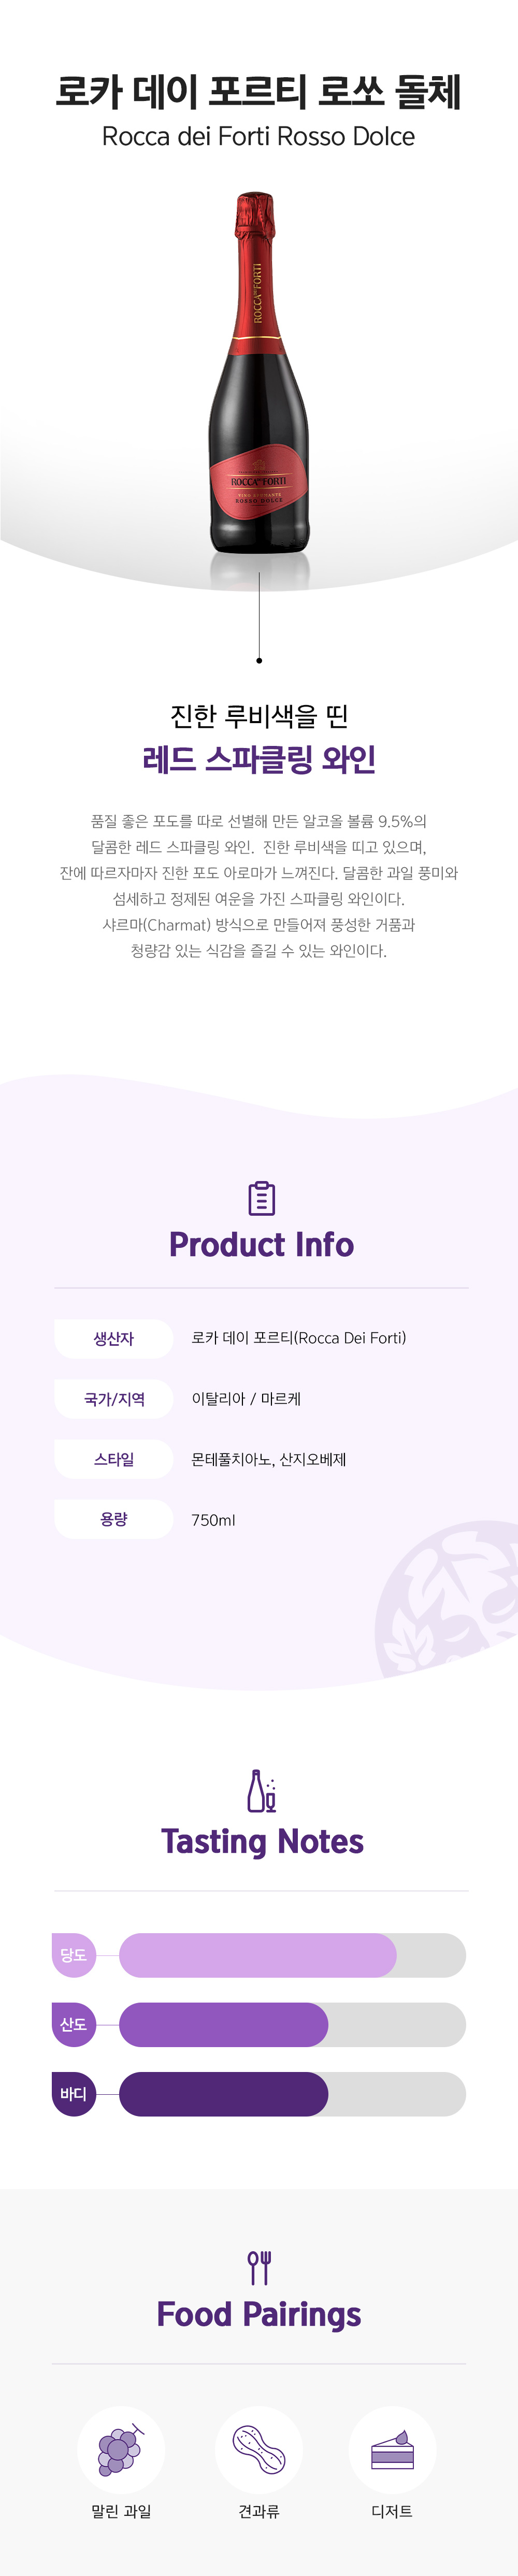 로카 데이 포르티 로쏘 돌체
Rocca dei Forti Rosso Dolce
ROCCA DEI FORTI
ROCCA DEI FORTI
ROSSO DOLCE
진한 루비색을 띤
레드 스파클링 와인
품질 좋은 포도를 따로 선별해 만든 알코올 볼륨 9.5%의
달콤한 레드 스파클링 와인. 진한 루비색을 띠고 있으며,
잔에 따르자마자 진한 포도 아로마가 느껴진다. 달콤한 과일 풍미와
섬세하고 정제된 여운을 가진 스파클링 와인이다.
샤르마(Charmat) 방식으로 만들어져 풍성한 거품과
청량감 있는 식감을 즐길 수 있는 와인이다.
Product Info
생산자 로카 데이 포르티(Rocca Dei Forti)
국가/지역 이탈리아 / 마르케
스타일 몬테풀치아노, 산지오베제
용량 750ml
Tasting Notes
당도
산도
바디
Food Pairings
말린 과일 견과류 디저트